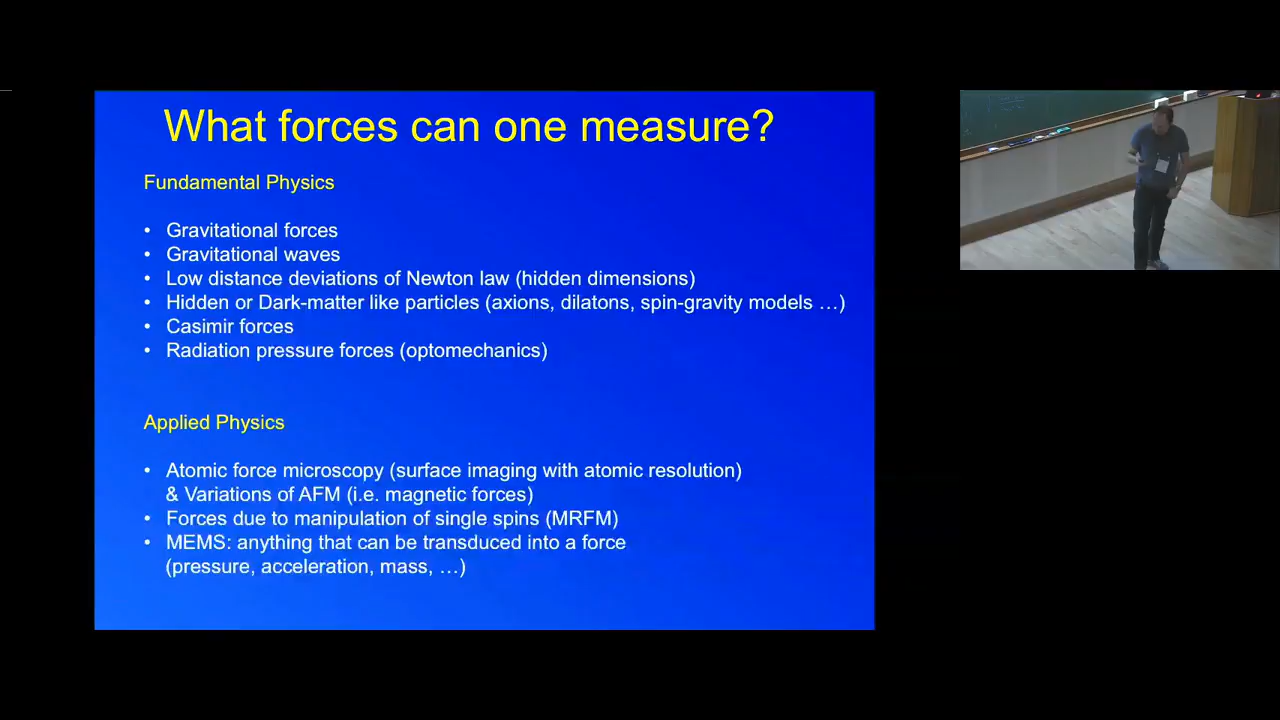 What forces can one measure?
Fundamental Physics
• Gravitational forces
• Gravitational waves
• Low distance deviations of Newton law (hidden dimensions)
• Hidden or Dark-matter like particles (axions, dilatons, spin-gravity models …)
• Casimir forces
• Radiation pressure forces (optomechanics)
Applied Physics
• Atomic force microscopy (surface imaging with atomic resolution)
& Variations of AFM (i.e. magnetic forces)
• Forces due to manipulation of single spins (MRFM)
• MEMS: anything that can be transduced into a force
(pressure, acceleration, mass, …)